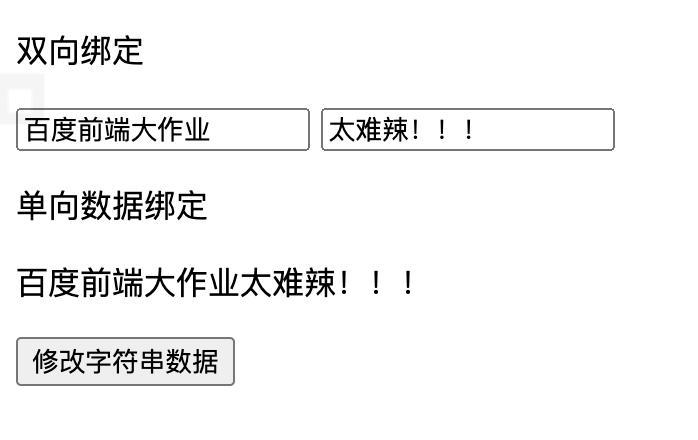 双向绑定
百度前端大作业 太难辣！！！
单向数据绑定
百度前端大作业太难辣！！！
修改字符串数据